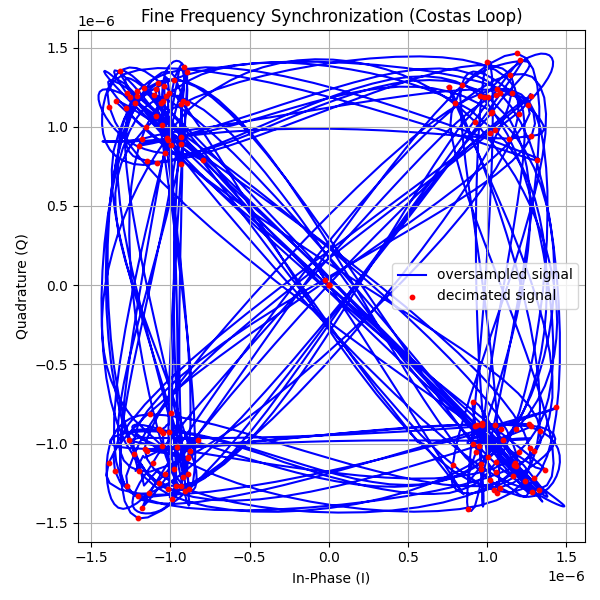 Fine Frequency Synchronization (Costas Loop)
1e−6
1.5
1.0
0.5
0.0
−0.5
−1.0
−1.5
Quadrature (Q)
oversampled signal
decimated signal
−1.5 −1.0 −0.5 0.0 0.5 1.0 1.5
1e−6
In-Phase (I)